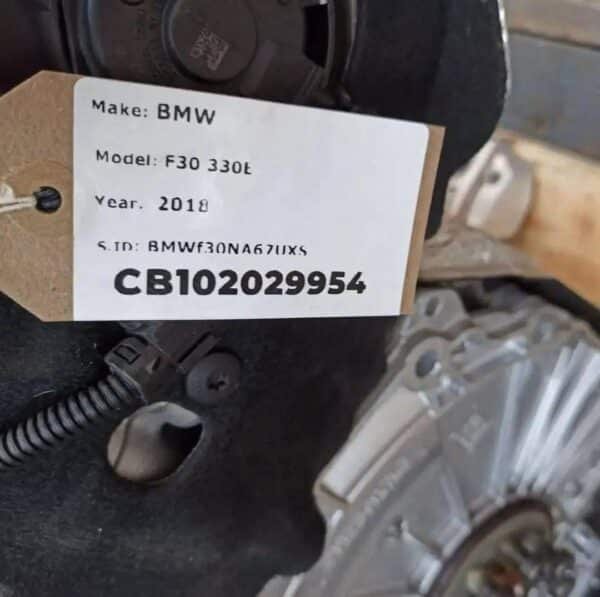 Make: BMW
Model: F30 330E
Year. 2018
S.ID: BMWf30NA67UXS
CB102029954